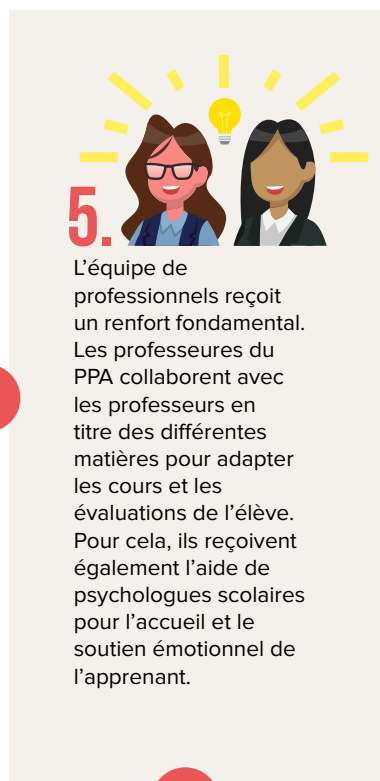 5.
L’équipe de
professionnels reçoit
un renfort fondamental.
Les professeures du
PPA collaborent avec
les professeurs en
titre des différentes
matières pour adapter
les cours et les
évaluations de l’élève.
Pour cela, ils reçoivent
également l’aide de
psychologues scolaires
pour l’accueil et le
soutien émotionnel de
l’apprenant.